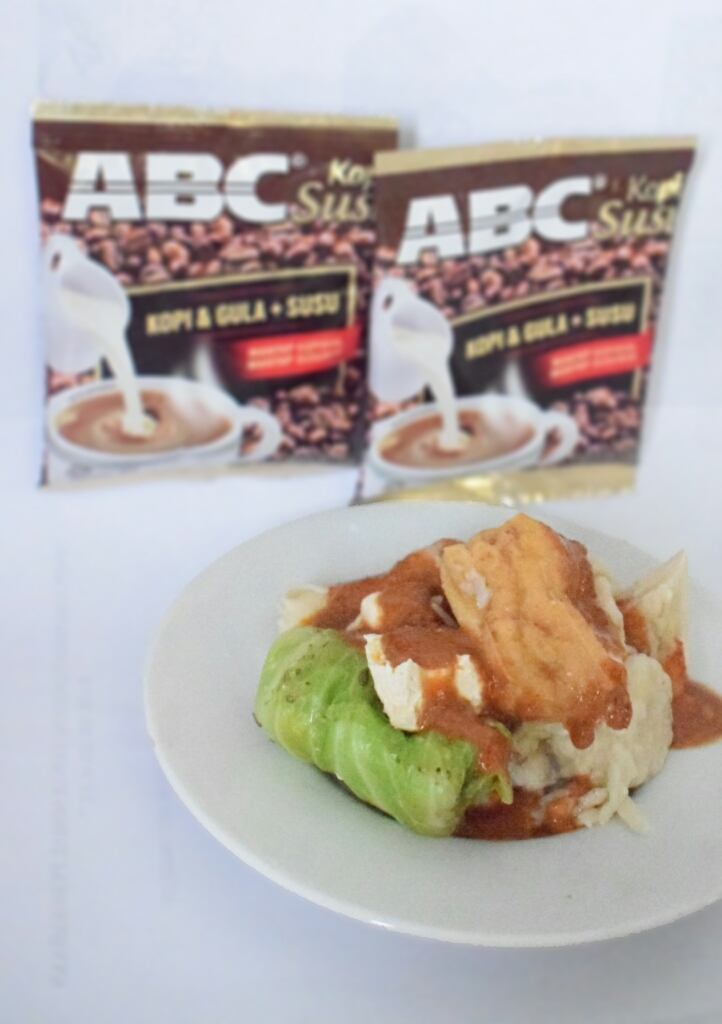 ABC®
Kopi
Susu
KOPI & GULA + SUSU
ABC®
Kopi
Susu
KOPI & GULA + SUSU